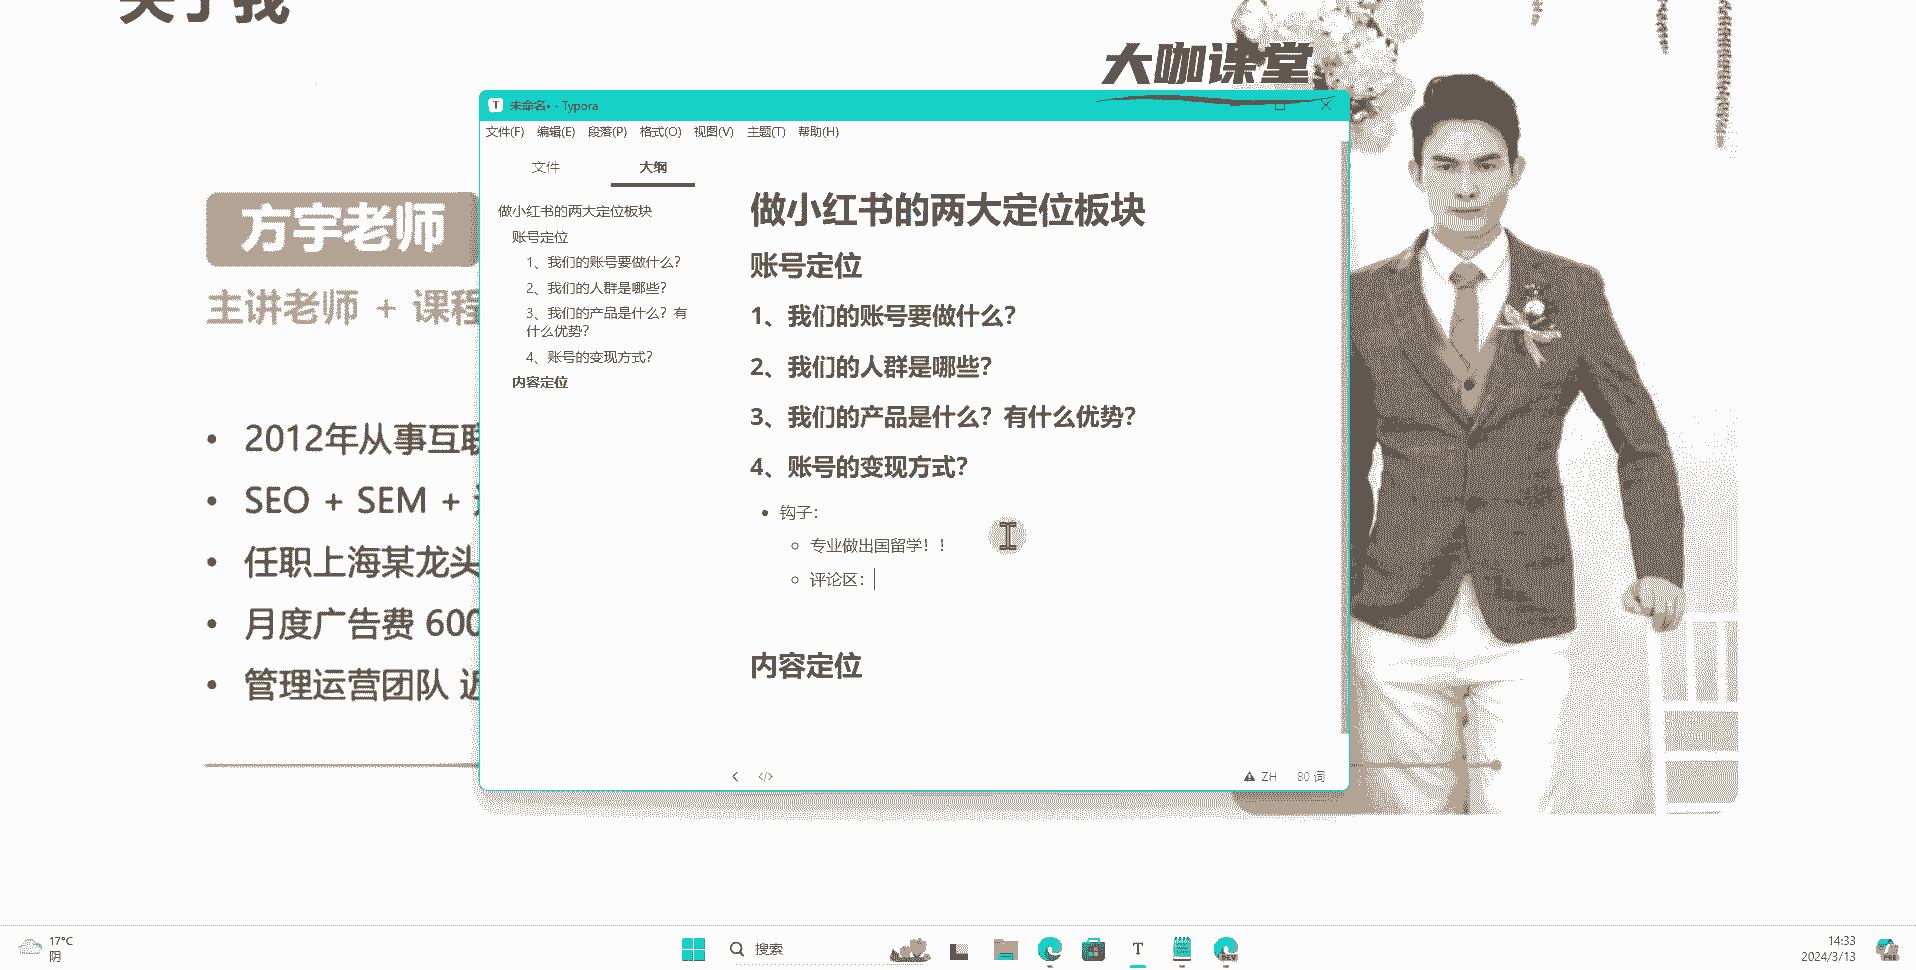 关于我
大咖课堂
方宇老师
主讲老师 + 课程
2012年从事互联
SEO + SEM +
任职上海某龙头
月度广告费 600
管理运营团队 近
未命名• - Typora
文件(F) 编辑(E) 段落(P) 格式(O) 视图(V) 主题(T) 帮助(H)
文件 大纲
做小红书的两大定位板块
账号定位
1、我们的账号要做什么？
2、我们的人群是哪些？
3、我们的产品是什么？有
什么优势？
4、账号的变现方式？
内容定位
做小红书的两大定位板块
账号定位
1、我们的账号要做什么？
2、我们的人群是哪些？
3、我们的产品是什么？有什么优势？
4、账号的变现方式？
钩子：
专业做出国留学！！
评论区：
内容定位
ZH 80 词
17°C
阴
搜索
T
DEV
14:33
2024/3/13
PRE